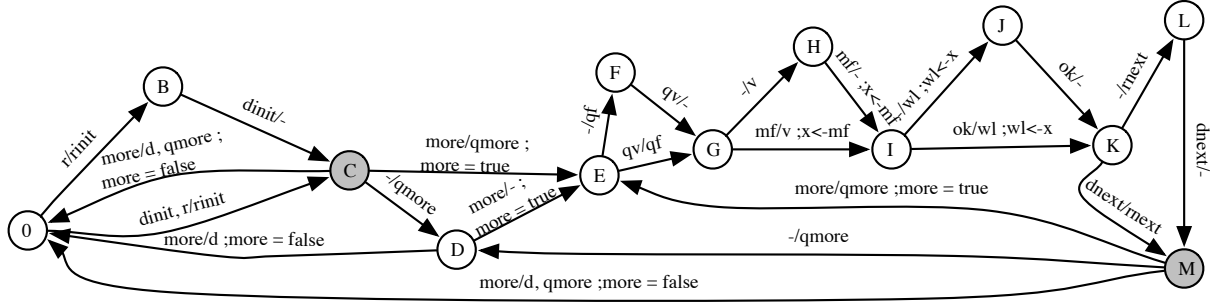 L
J
H
mf/- ;x<-mf
-/wl ;wl<-x
ok/-
-/rnext
F
B
-/v
qv/-
dinit/-
r/rinit
-/qf
more/d, qmore ;
more = false
more/qmore ;
more = true
qv/qf
G
mf/v ;x<-mf
I
ok/wl ;wl<-x
K
dnext/-
C
E
-/qmore
more/- ;
more = true
more/qmore ;more = true
dnext/rnext
dinit, r/rinit
0
more/d ;more = false
D
-/qmore
M
more/d, qmore ;more = false